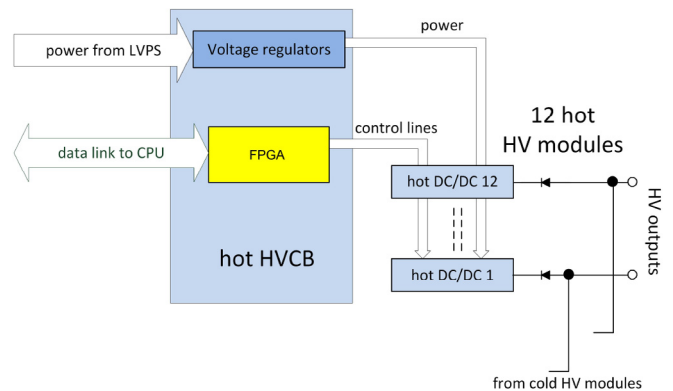 power from LVPS
Voltage regulators
power
data link to CPU
FPGA
control lines
12 hot
HV modules
hot DC/DC 12
HV outputs
hot HVCB
hot DC/DC 1
from cold HV modules